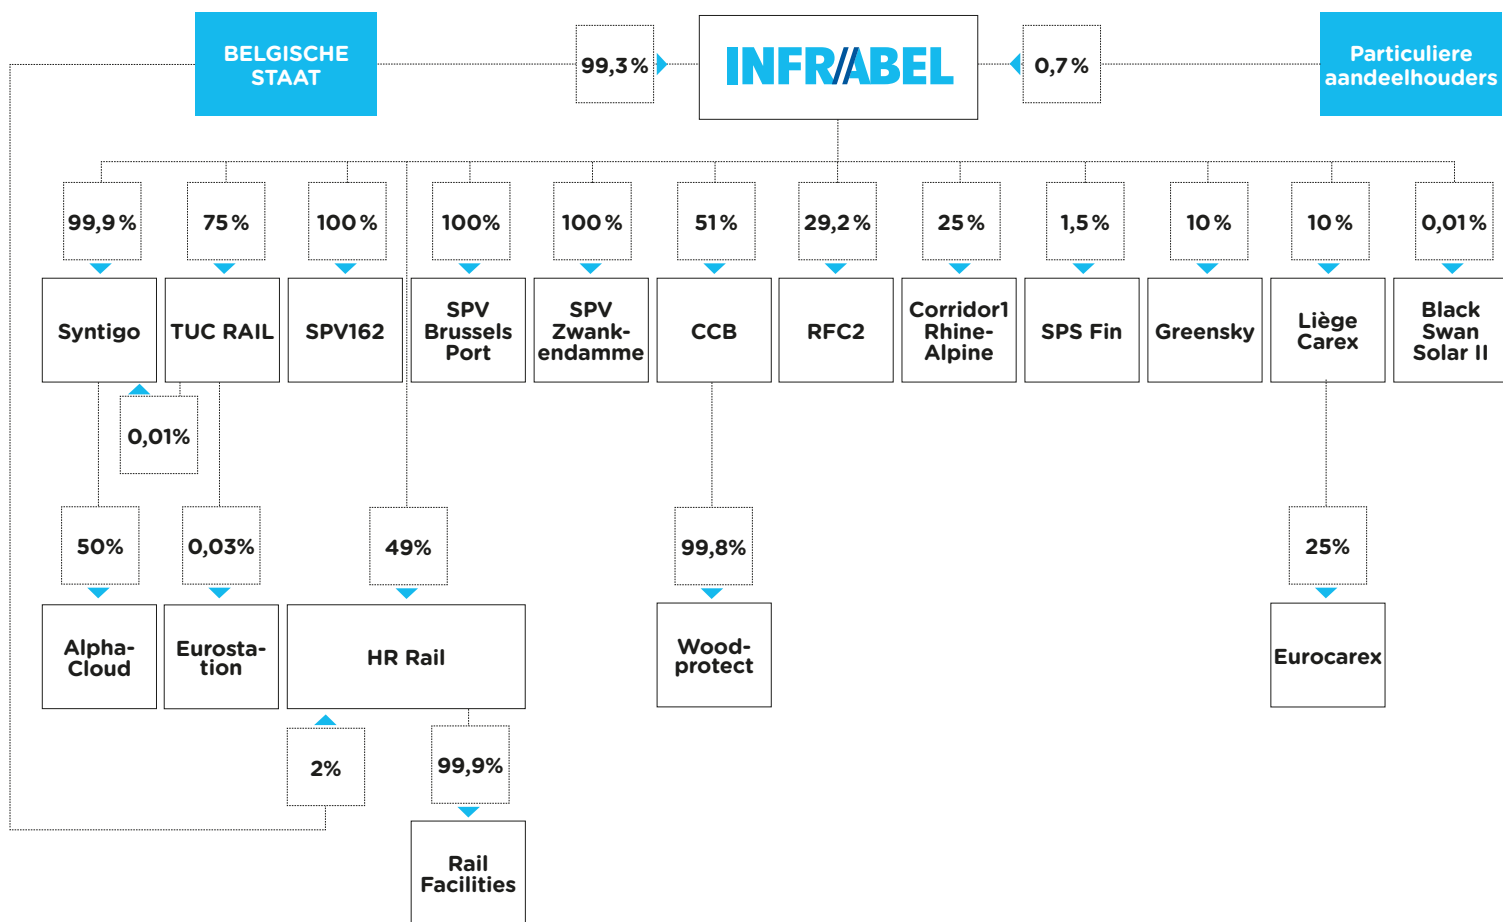 BELGISCHE
STAAT
99,3%
INFRABEL
0,7%
Particuliere
aandeelhouders
99,9%
75%
100%
100%
100%
51%
29,2%
25%
1,5%
10%
10%
0,01%
Syntigo
TUC RAIL
SPV162
SPV
Brussels
Port
SPV
Zwank-
endamme
CCB
RFC2
Corridor1
Rhine-
Alpine
SPS Fin
Greensky
Liège
Carex
Black
Swan
Solar II
0,01%
50%
0,03%
49%
99,8%
25%
Alpha-
Cloud
Eurosta-
tion
HR Rail
Wood-
protect
Eurocarex
2%
99,9%
Rail
Facilities